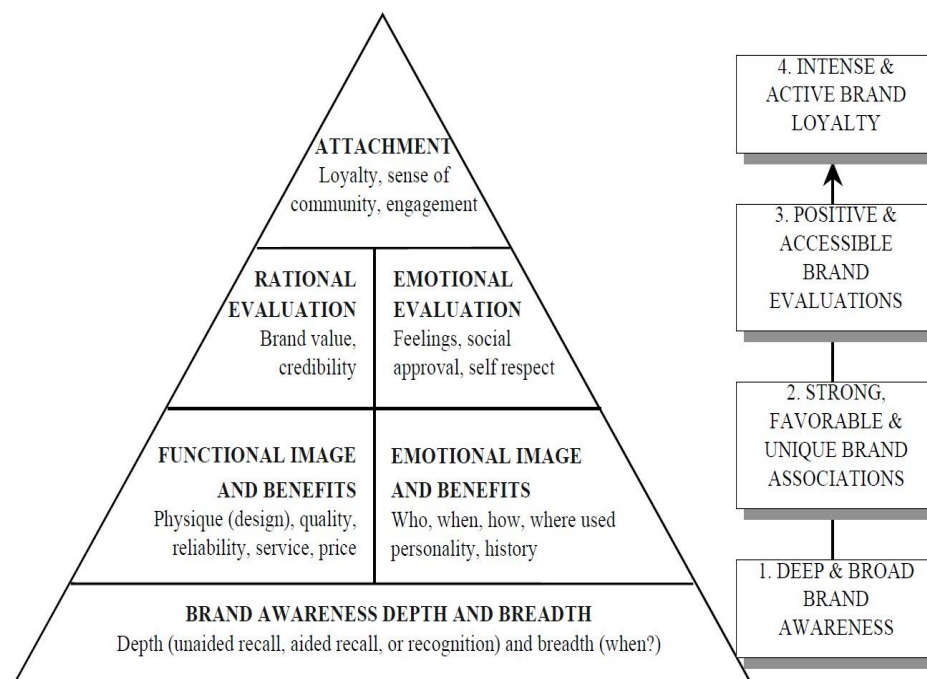 ATTACHMENT
Loyalty, sense of
community, engagement
RATIONAL
EVALUATION
Brand value,
credibility
EMOTIONAL
EVALUATION
Feelings, social
approval, self respect
FUNCTIONAL IMAGE
AND BENEFITS
Physique (design), quality,
reliability, service, price
EMOTIONAL IMAGE
AND BENEFITS
Who, when, how, where used
personality, history
BRAND AWARENESS DEPTH AND BREADTH
Depth (unaided recall, aided recall, or recognition) and breadth (when?)
4. INTENSE &
ACTIVE BRAND
LOYALTY
3. POSITIVE &
ACCESSIBLE
BRAND
EVALUATIONS
2. STRONG,
FAVORABLE &
UNIQUE BRAND
ASSOCIATIONS
1. DEEP & BROAD
BRAND
AWARENESS